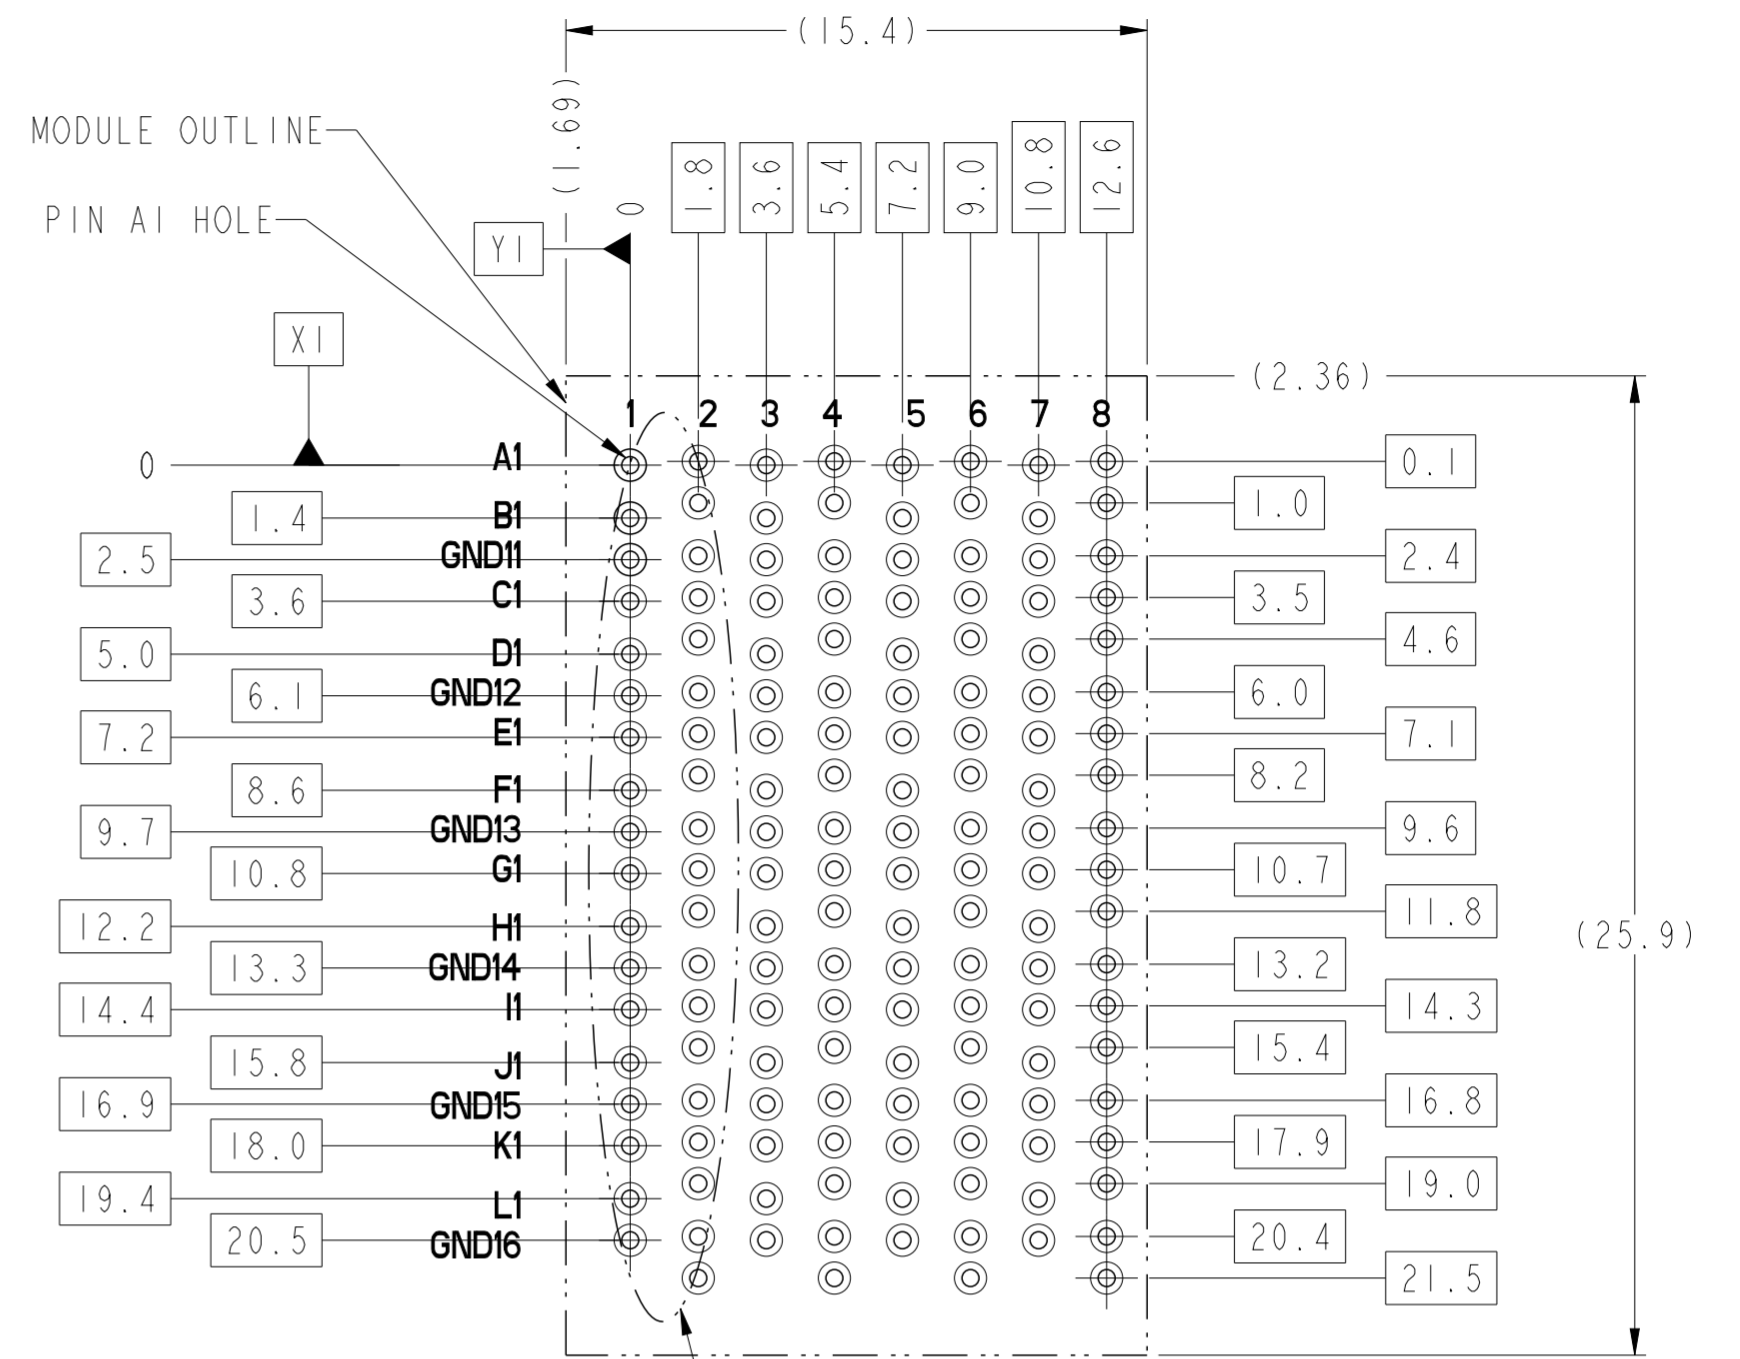 (15.4)
(1.69)
MODULE OUTLINE
PIN A1 HOLE
Y1
0
1.8
3.6
5.4
7.2
9.0
10.8
12.6
X1
(2.36)
1 2 3 4 5 6 7 8
0 A1 0.1
1.4 B1 1.0
2.5 GND11 2.4
3.6 C1 3.5
5.0 D1 4.6
6.1 GND12 6.0
7.2 E1 7.1
8.6 F1 8.2
9.7 GND13 9.6
10.8 G1 10.7
12.2 H1 11.8
(25.9)
13.3 GND14 13.2
14.4 I1 14.3
15.8 J1 15.4
16.9 GND15 16.8
18.0 K1 17.9
19.4 L1 19.0
20.5 GND16 20.4
21.5